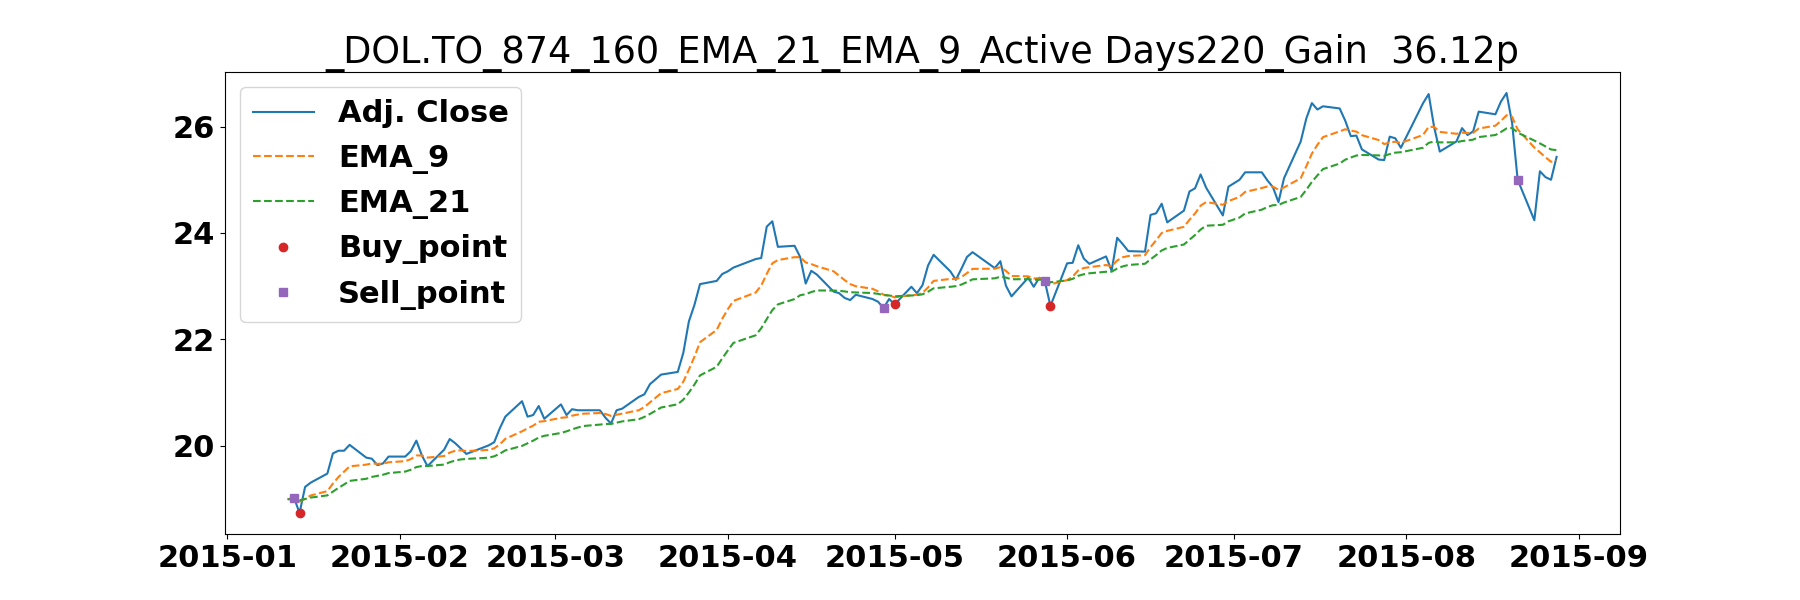 _DOL.TO_874_160_EMA_21_EMA_9_Active Days220_Gain  36.12p
Adj. Close
EMA_9
EMA_21
Buy_point
Sell_point
26
24
22
20
2015-01 2015-02 2015-03 2015-04 2015-05 2015-06 2015-07 2015-08 2015-09